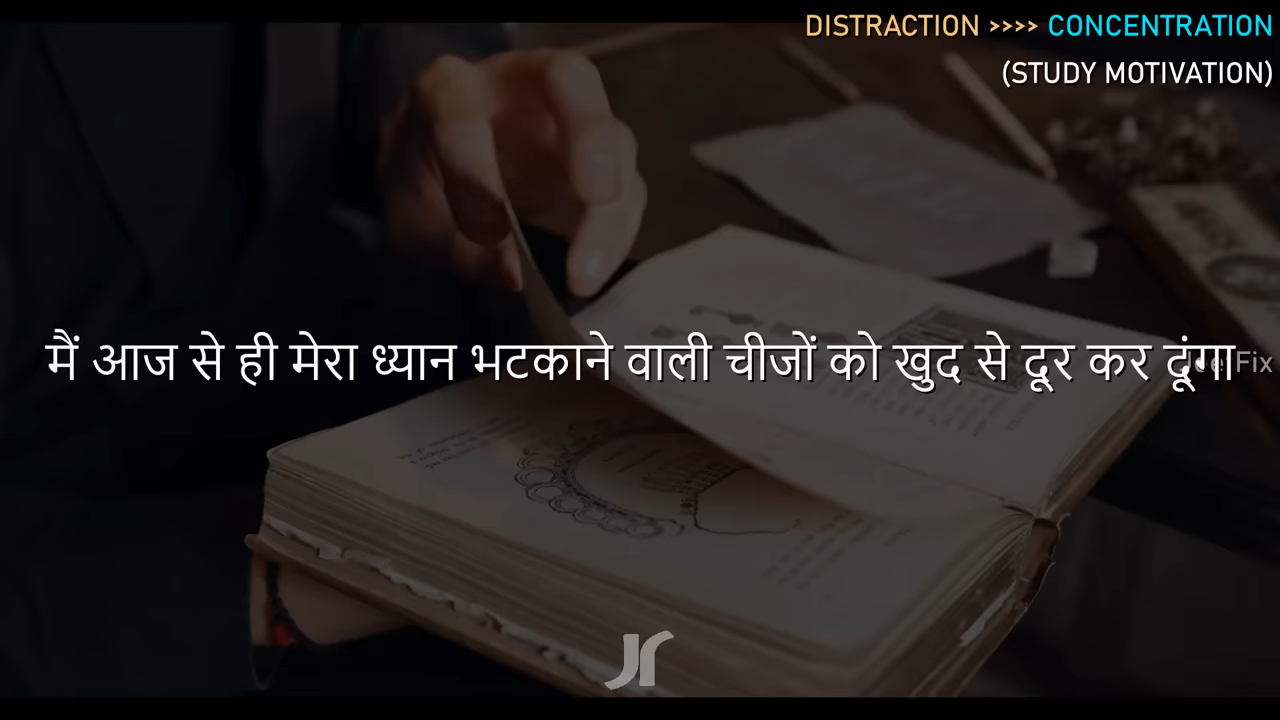 DISTRACTION >>>> CONCENTRATION
(STUDY MOTIVATION)
मैं आज से ही मेरा ध्यान भटकाने वाली चीजों को खुद से दूर कर दूंगा